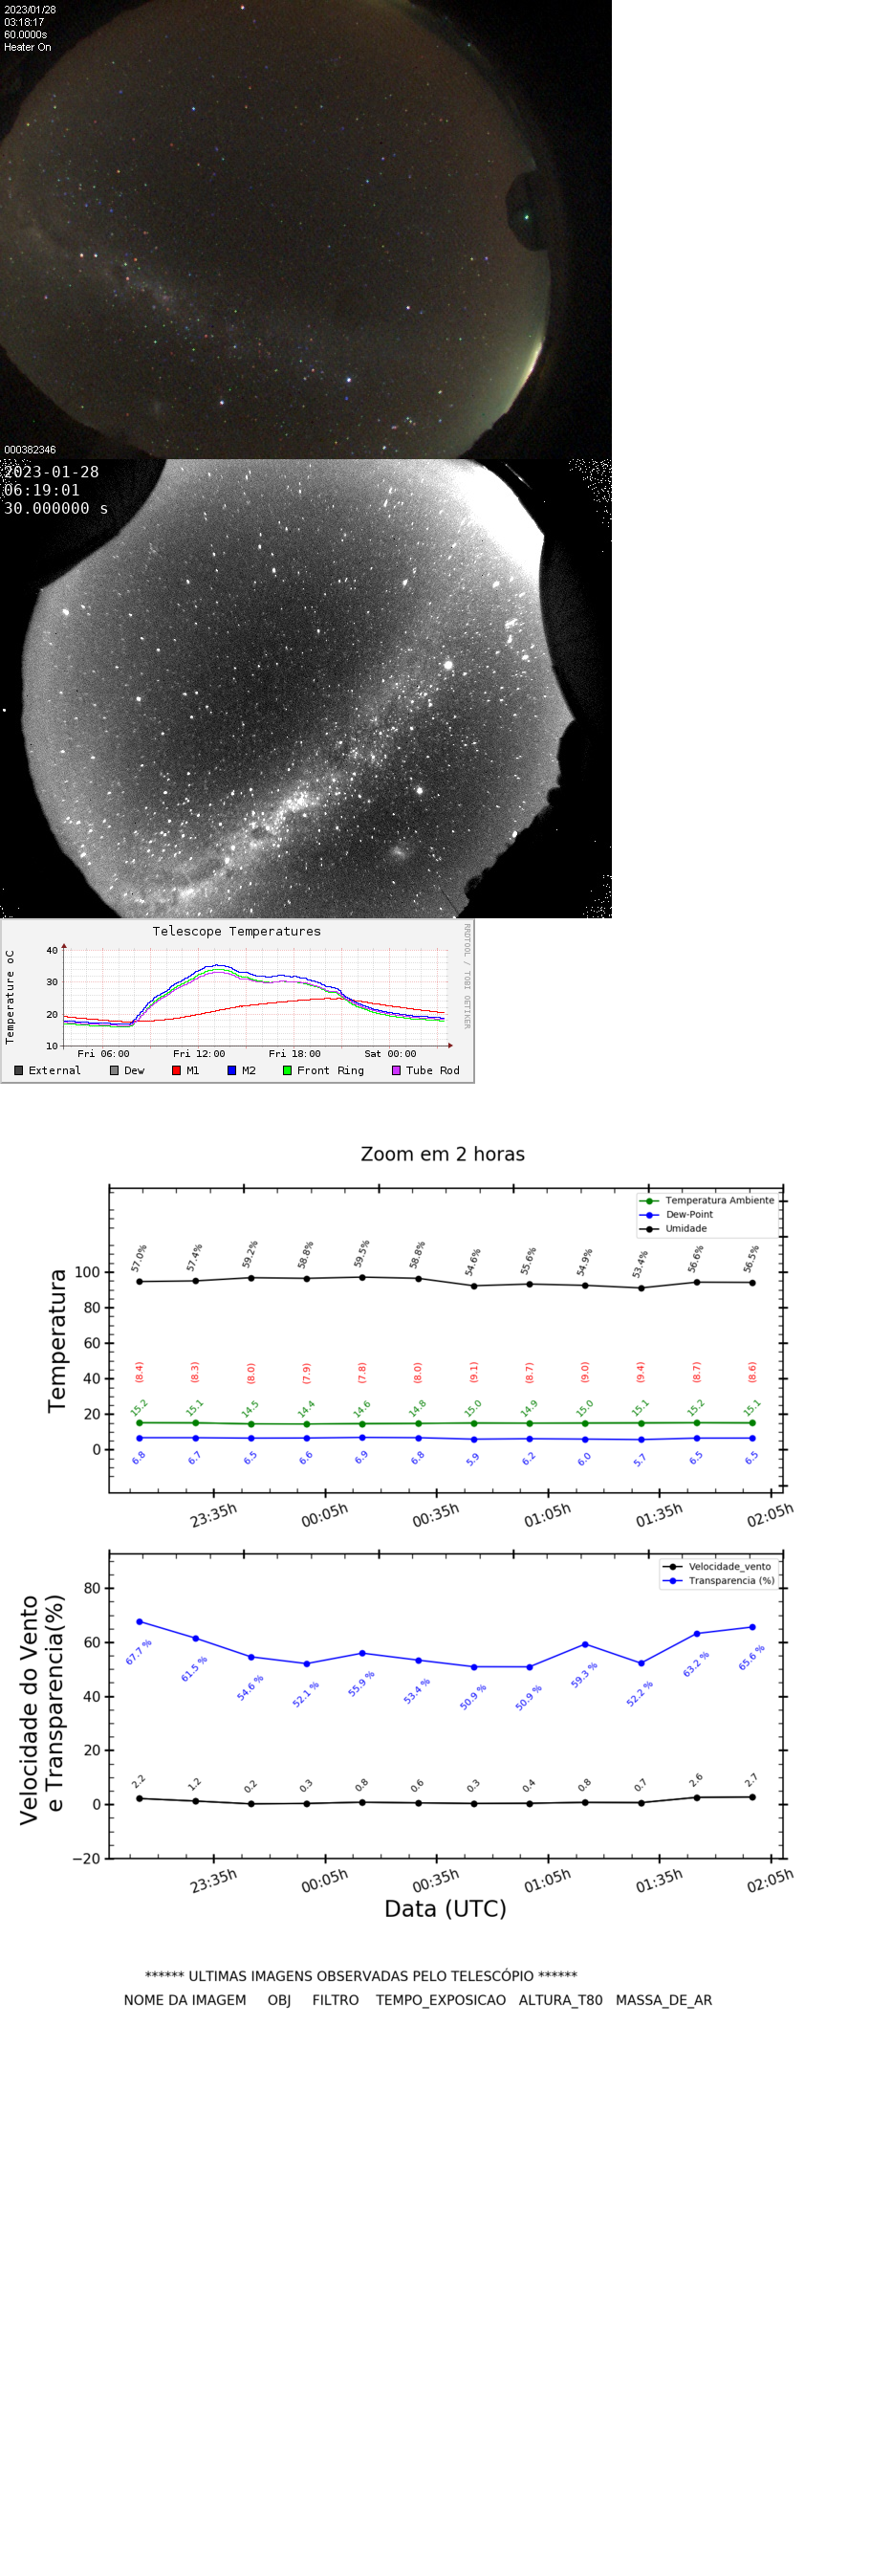 2023/01/28
03:18:17
60.0000s
Heater On
000382346
2023-01-28
06:19:01
30.000000 s
Telescope Temperatures
RRDTOOL / TOBI OETIKER
Temperature oC
40
30
20
10
Fri 06:00 Fri 12:00 Fri 18:00 Sat 00:00
External Dew M1 M2 Front Ring Tube Rod
Zoom em 2 horas
Temperatura Ambiente
Dew-Point
Umidade
Temperatura
100
80
60
40
20
0
57.0% 57.4% 59.2% 58.8% 59.5% 58.8% 54.6% 55.6% 54.9% 53.4% 56.6% 56.5%
(8.4) (8.3) (8.0) (7.9) (7.8) (8.0) (9.1) (8.7) (9.0) (9.4) (8.7) (8.6)
15.2 15.1 14.5 14.4 14.6 14.8 15.0 14.9 15.0 15.1 15.2 15.1
6.8 6.7 6.5 6.6 6.9 6.8 5.9 6.2 6.0 5.7 6.5 6.5
23:35h 00:05h 00:35h 01:05h 01:35h 02:05h
Velocidade_vento
Transparencia (%)
Velocidade do Vento
e Transparencia(%)
80
60
40
20
0
−20
67.7 % 61.5 % 54.6 % 52.1 % 55.9 % 53.4 % 50.9 % 50.9 % 59.3 % 52.2 % 63.2 % 65.6 %
2.2 1.2 0.2 0.3 0.8 0.6 0.3 0.4 0.8 0.7 2.6 2.7
23:35h 00:05h 00:35h 01:05h 01:35h 02:05h
Data (UTC)
****** ULTIMAS IMAGENS OBSERVADAS PELO TELESCÓPIO ******
NOME DA IMAGEM OBJ FILTRO TEMPO_EXPOSICAO ALTURA_T80 MASSA_DE_AR